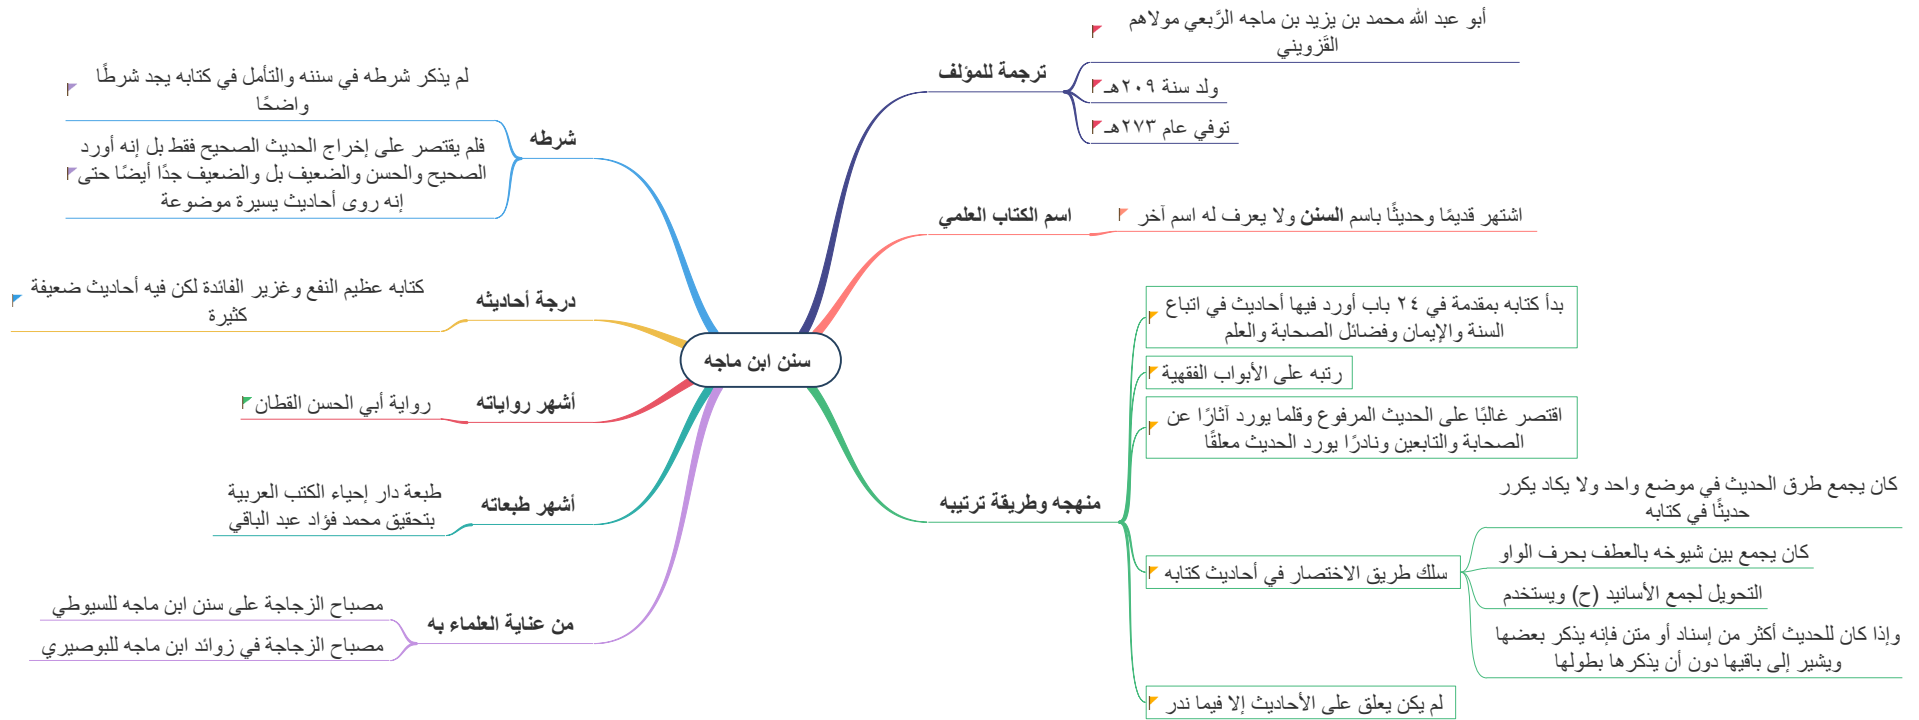 سنن ابن ماجه
ترجمة للمؤلف
أبو عبد الله محمد بن يزيد بن ماجه الرَّبعي مولاهم
القَزويني
ولد سنة ٢٠٩هـ
توفي عام ٢٧٣هـ
اسم الكتاب العلمي
اشتهر قديمًا وحديثًا باسم السنن ولا يعرف له اسم آخر
منهجه وطريقة ترتيبه
بدأ كتابه بمقدمة في ٢٤ باب أورد فيها أحاديث في اتباع
السنة والإيمان وفضائل الصحابة والعلم
رتبه على الأبواب الفقهية
اقتصر غالبًا على الحديث المرفوع وقلما يورد آثارًا عن
الصحابة والتابعين ونادرًا يورد الحديث معلقًا
سلك طريق الاختصار في أحاديث كتابه
كان يجمع طرق الحديث في موضع واحد ولا يكاد يكرر
حديثًا في كتابه
كان يجمع بين شيوخه بالعطف بحرف الواو
التحويل لجمع الأسانيد (ح) ويستخدم
وإذا كان للحديث أكثر من إسناد أو متن فإنه يذكر بعضها
ويشير إلى باقيها دون أن يذكرها بطولها
لم يكن يعلق على الأحاديث إلا فيما ندر
شرطه
لم يذكر شرطه في سننه والتأمل في كتابه يجد شرطًا
واضحًا
فلم يقتصر على إخراج الحديث الصحيح فقط بل إنه أورد
الصحيح والحسن والضعيف بل والضعيف جدًا أيضًا حتى
إنه روى أحاديث يسيرة موضوعة
درجة أحاديثه
كتابه عظيم النفع وغزير الفائدة لكن فيه أحاديث ضعيفة
كثيرة
أشهر رواياته
رواية أبي الحسن القطان
أشهر طبعاته
طبعة دار إحياء الكتب العربية
بتحقيق محمد فؤاد عبد الباقي
من عناية العلماء به
مصباح الزجاجة على سنن ابن ماجه للسيوطي
مصباح الزجاجة في زوائد ابن ماجه للبوصيري